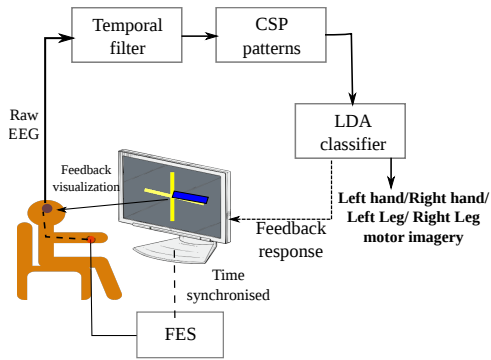 Temporal
filter
CSP
patterns
Raw
EEG
LDA
classifier
Feedback
visualization
Left hand/Right hand/
Left Leg/ Right Leg
motor imagery
Feedback
response
Time
synchronised
FES